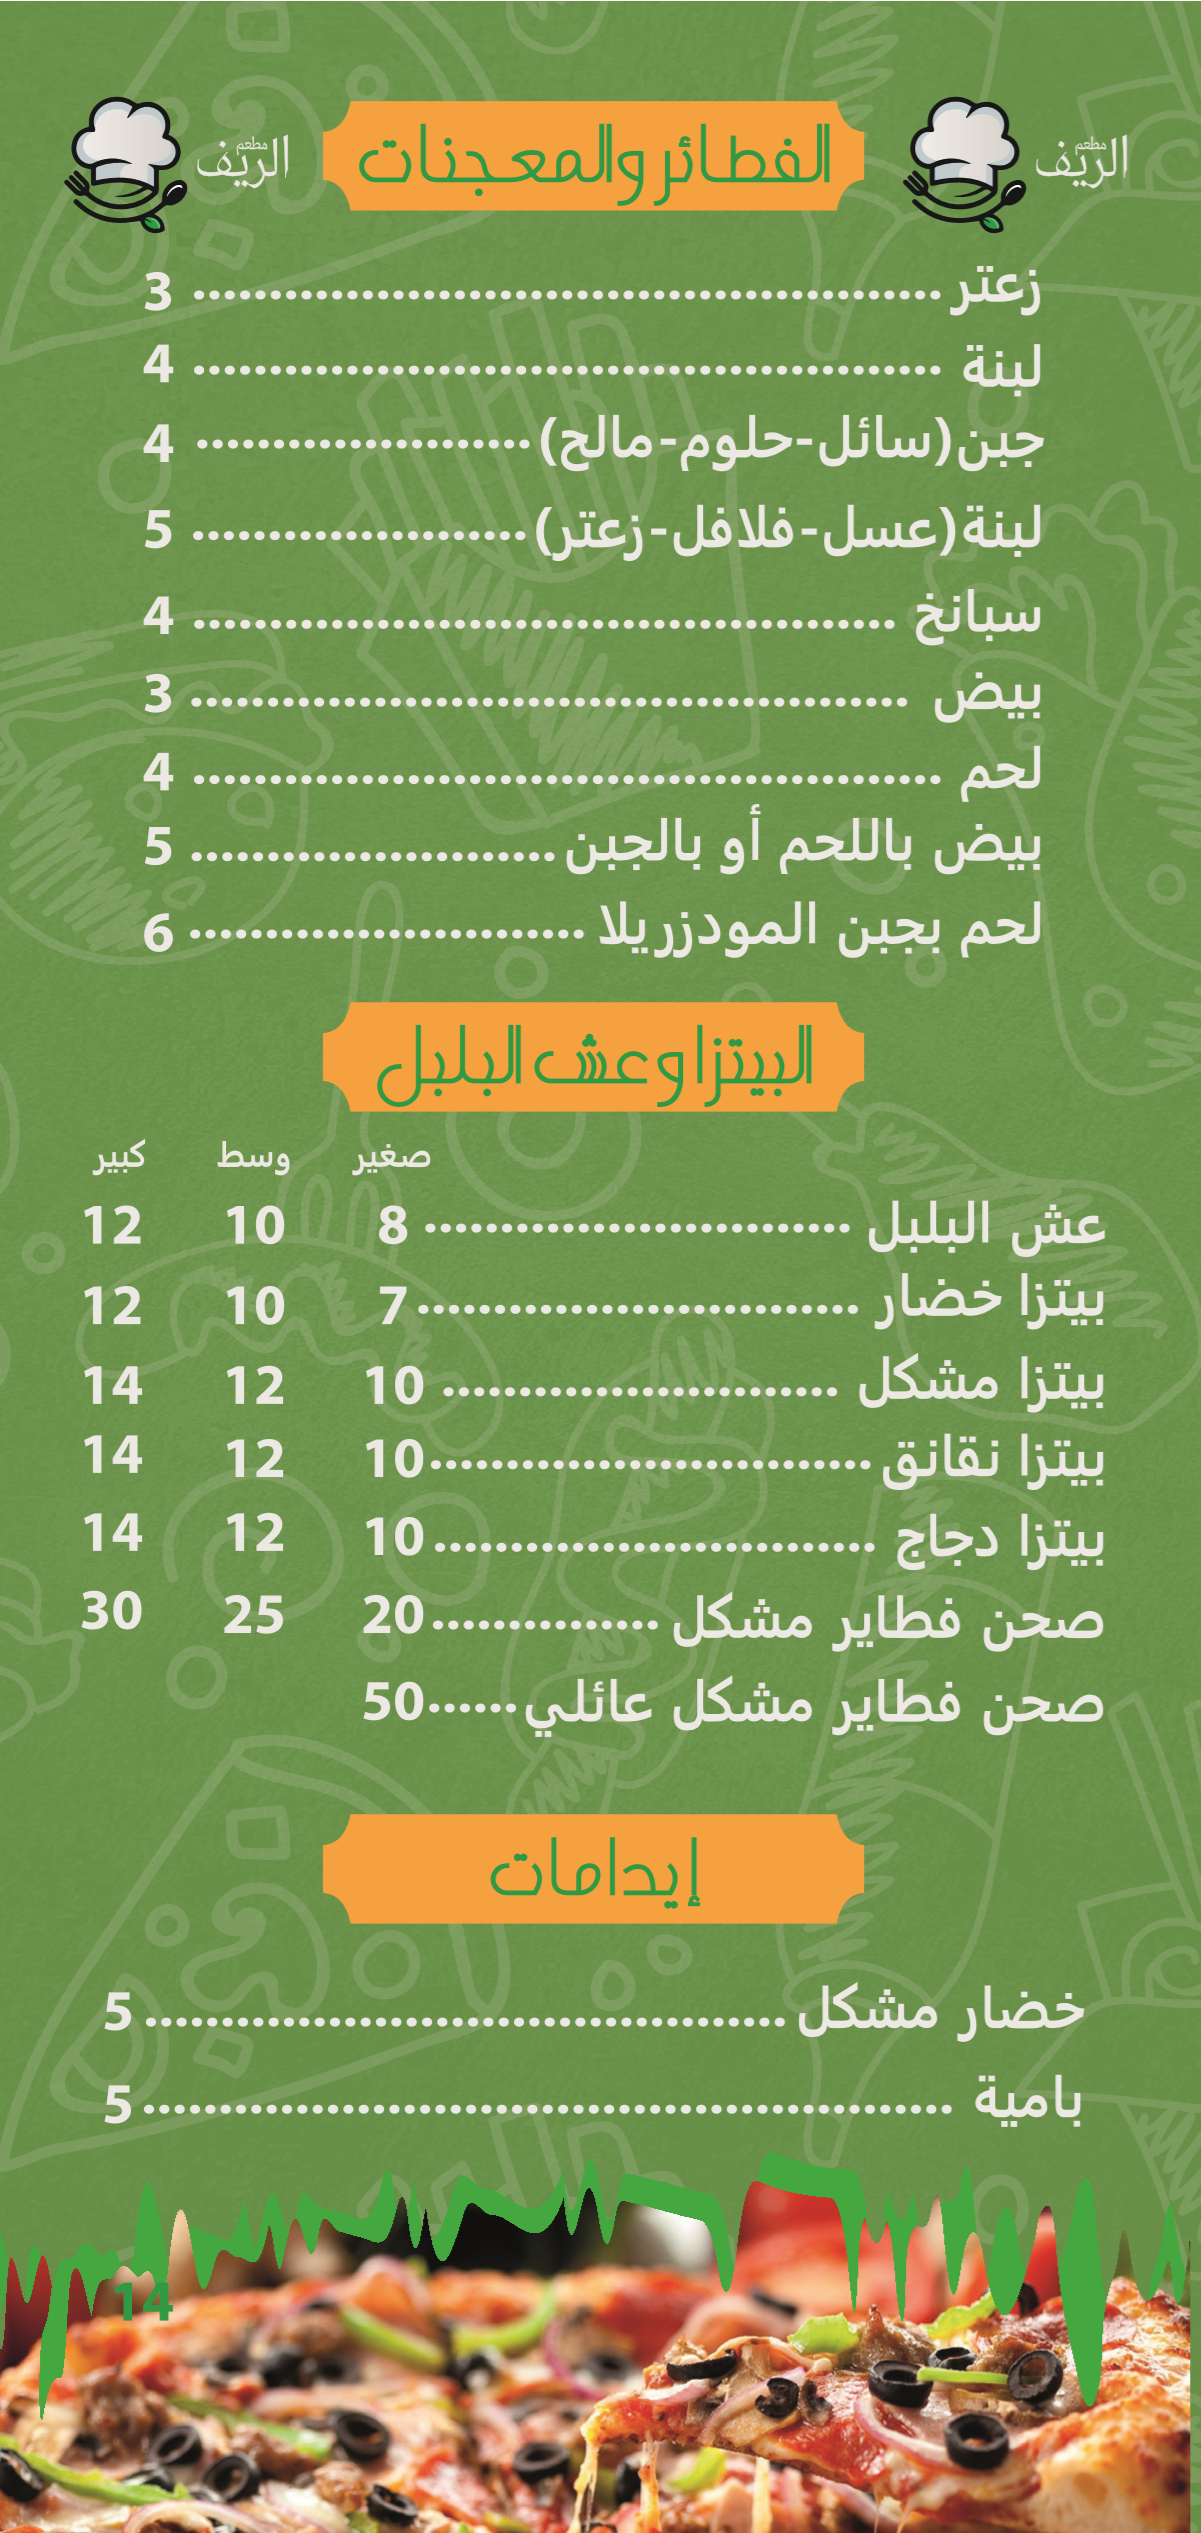 مطعم
الريف
الفطائر والمعجنات
مطعم
الريف
زعتر ........ 3
لبنة ........ 4
جبن(سائل-حلوم-مالح) ........ 4
لبنة(عسل-فلافل-زعتر) ........ 5
سبانخ ........ 4
بيض ........ 3
لحم ........ 4
بيض باللحم أو بالجبن ........ 5
لحم بجبن المودزريلا ........ 6
البيتزا وعش البلبل
صغير وسط كبير
عش البلبل ........ 8 10 12
بيتزا خضار ........ 7 10 12
بيتزا مشكل ........ 10 12 14
بيتزا نقانق ........ 10 12 14
بيتزا دجاج ........ 10 12 14
صحن فطاير مشكل ........ 20 25 30
صحن فطاير مشكل عائلي ...... 50
إيدامات
خضار مشكل ........ 5
بامية ........ 5
14